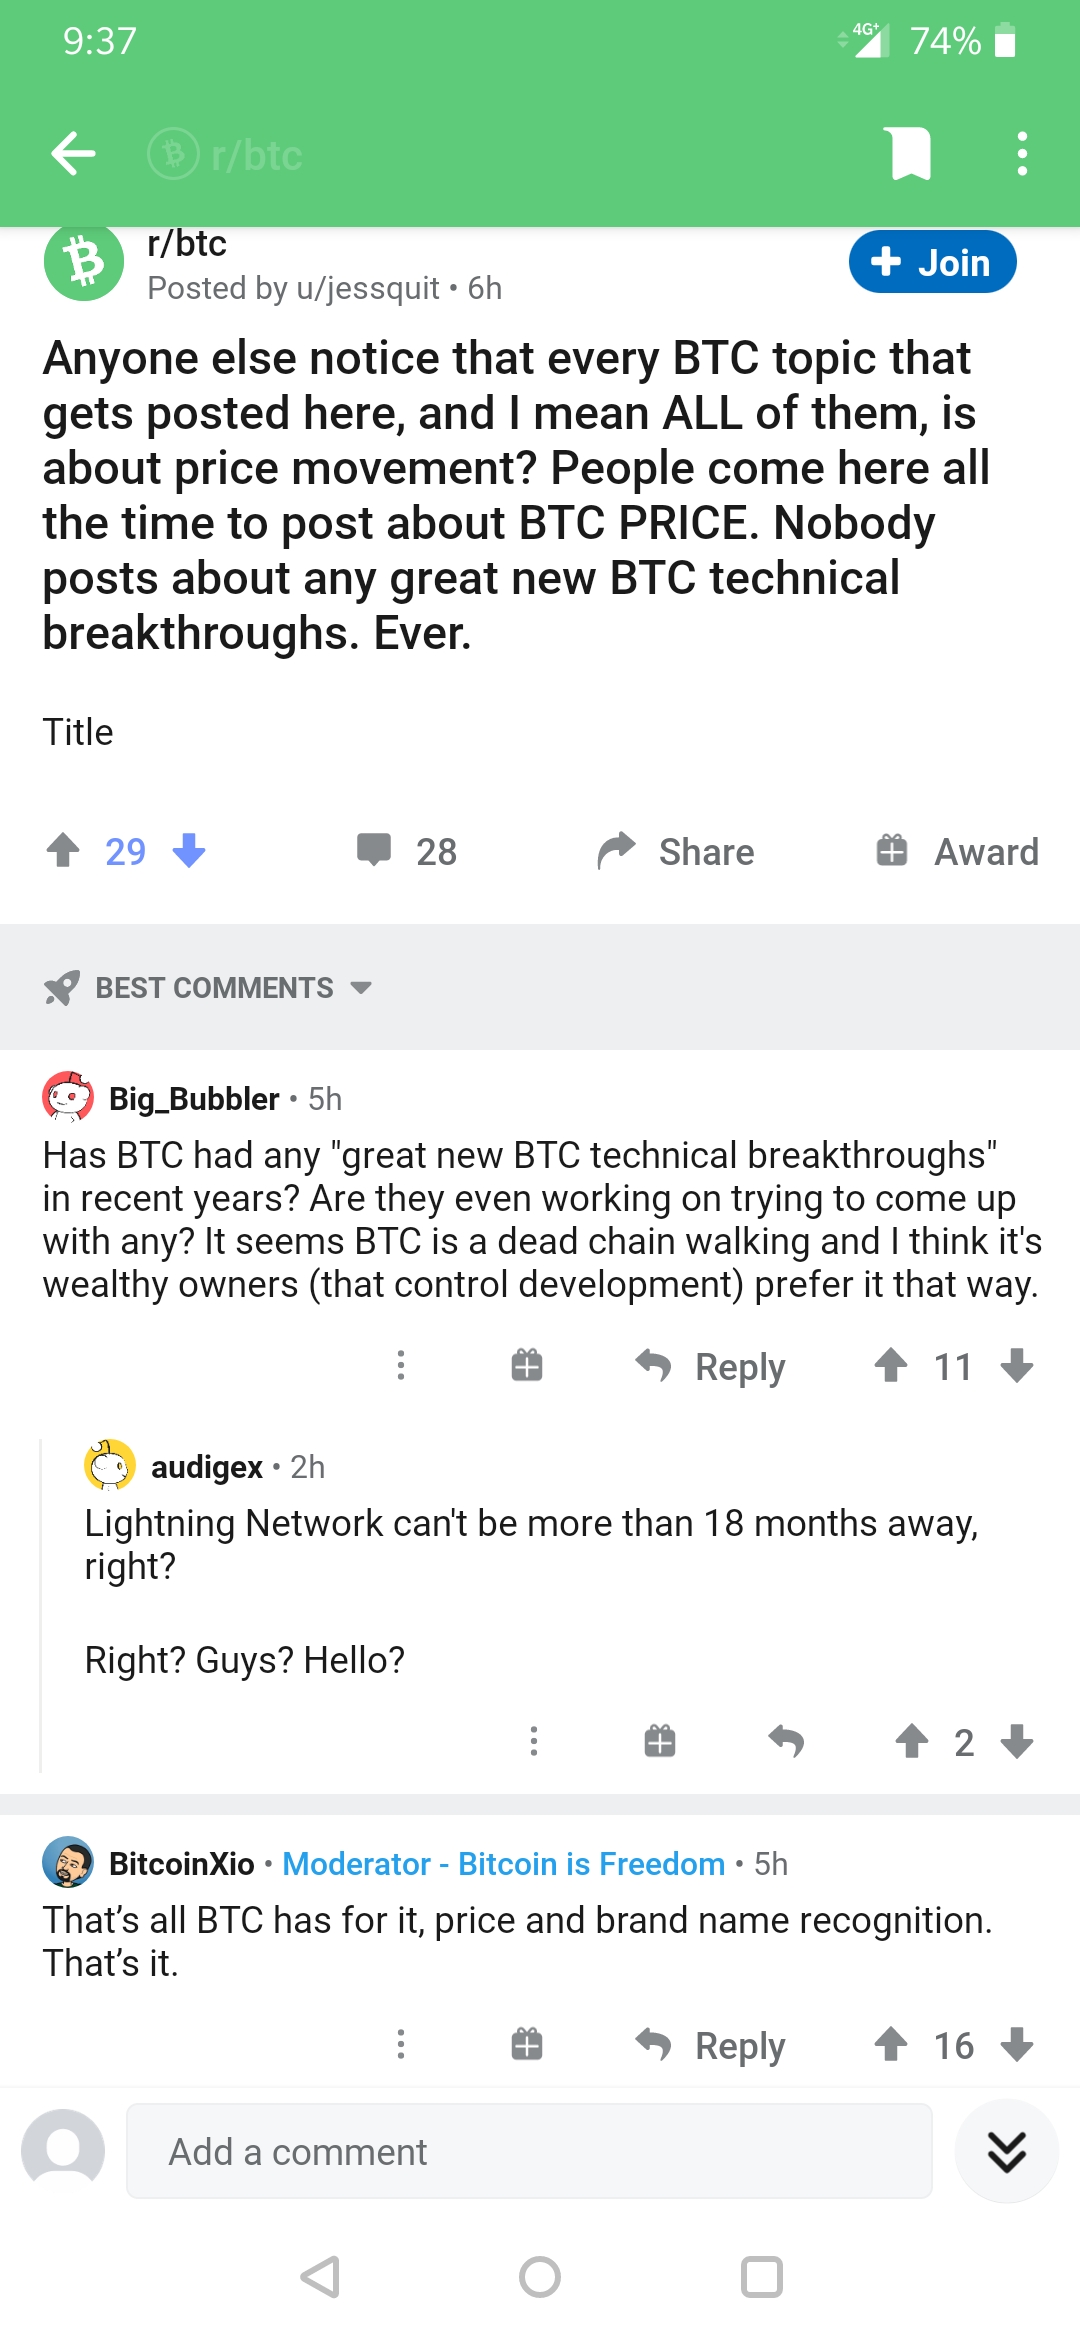 9:37
4G+ 74%
r/btc
r/btc
Posted by u/jessquit • 6h
Join
Anyone else notice that every BTC topic that
gets posted here, and I mean ALL of them, is
about price movement? People come here all
the time to post about BTC PRICE. Nobody
posts about any great new BTC technical
breakthroughs. Ever.
Title
29
28
Share
Award
BEST COMMENTS
Big_Bubbler • 5h
Has BTC had any "great new BTC technical breakthroughs"
in recent years? Are they even working on trying to come up
with any? It seems BTC is a dead chain walking and I think it's
wealthy owners (that control development) prefer it that way.
Reply
11
audigex • 2h
Lightning Network can't be more than 18 months away,
right?
Right? Guys? Hello?
2
BitcoinXio • Moderator - Bitcoin is Freedom • 5h
That’s all BTC has for it, price and brand name recognition.
That’s it.
Reply
16
Add a comment